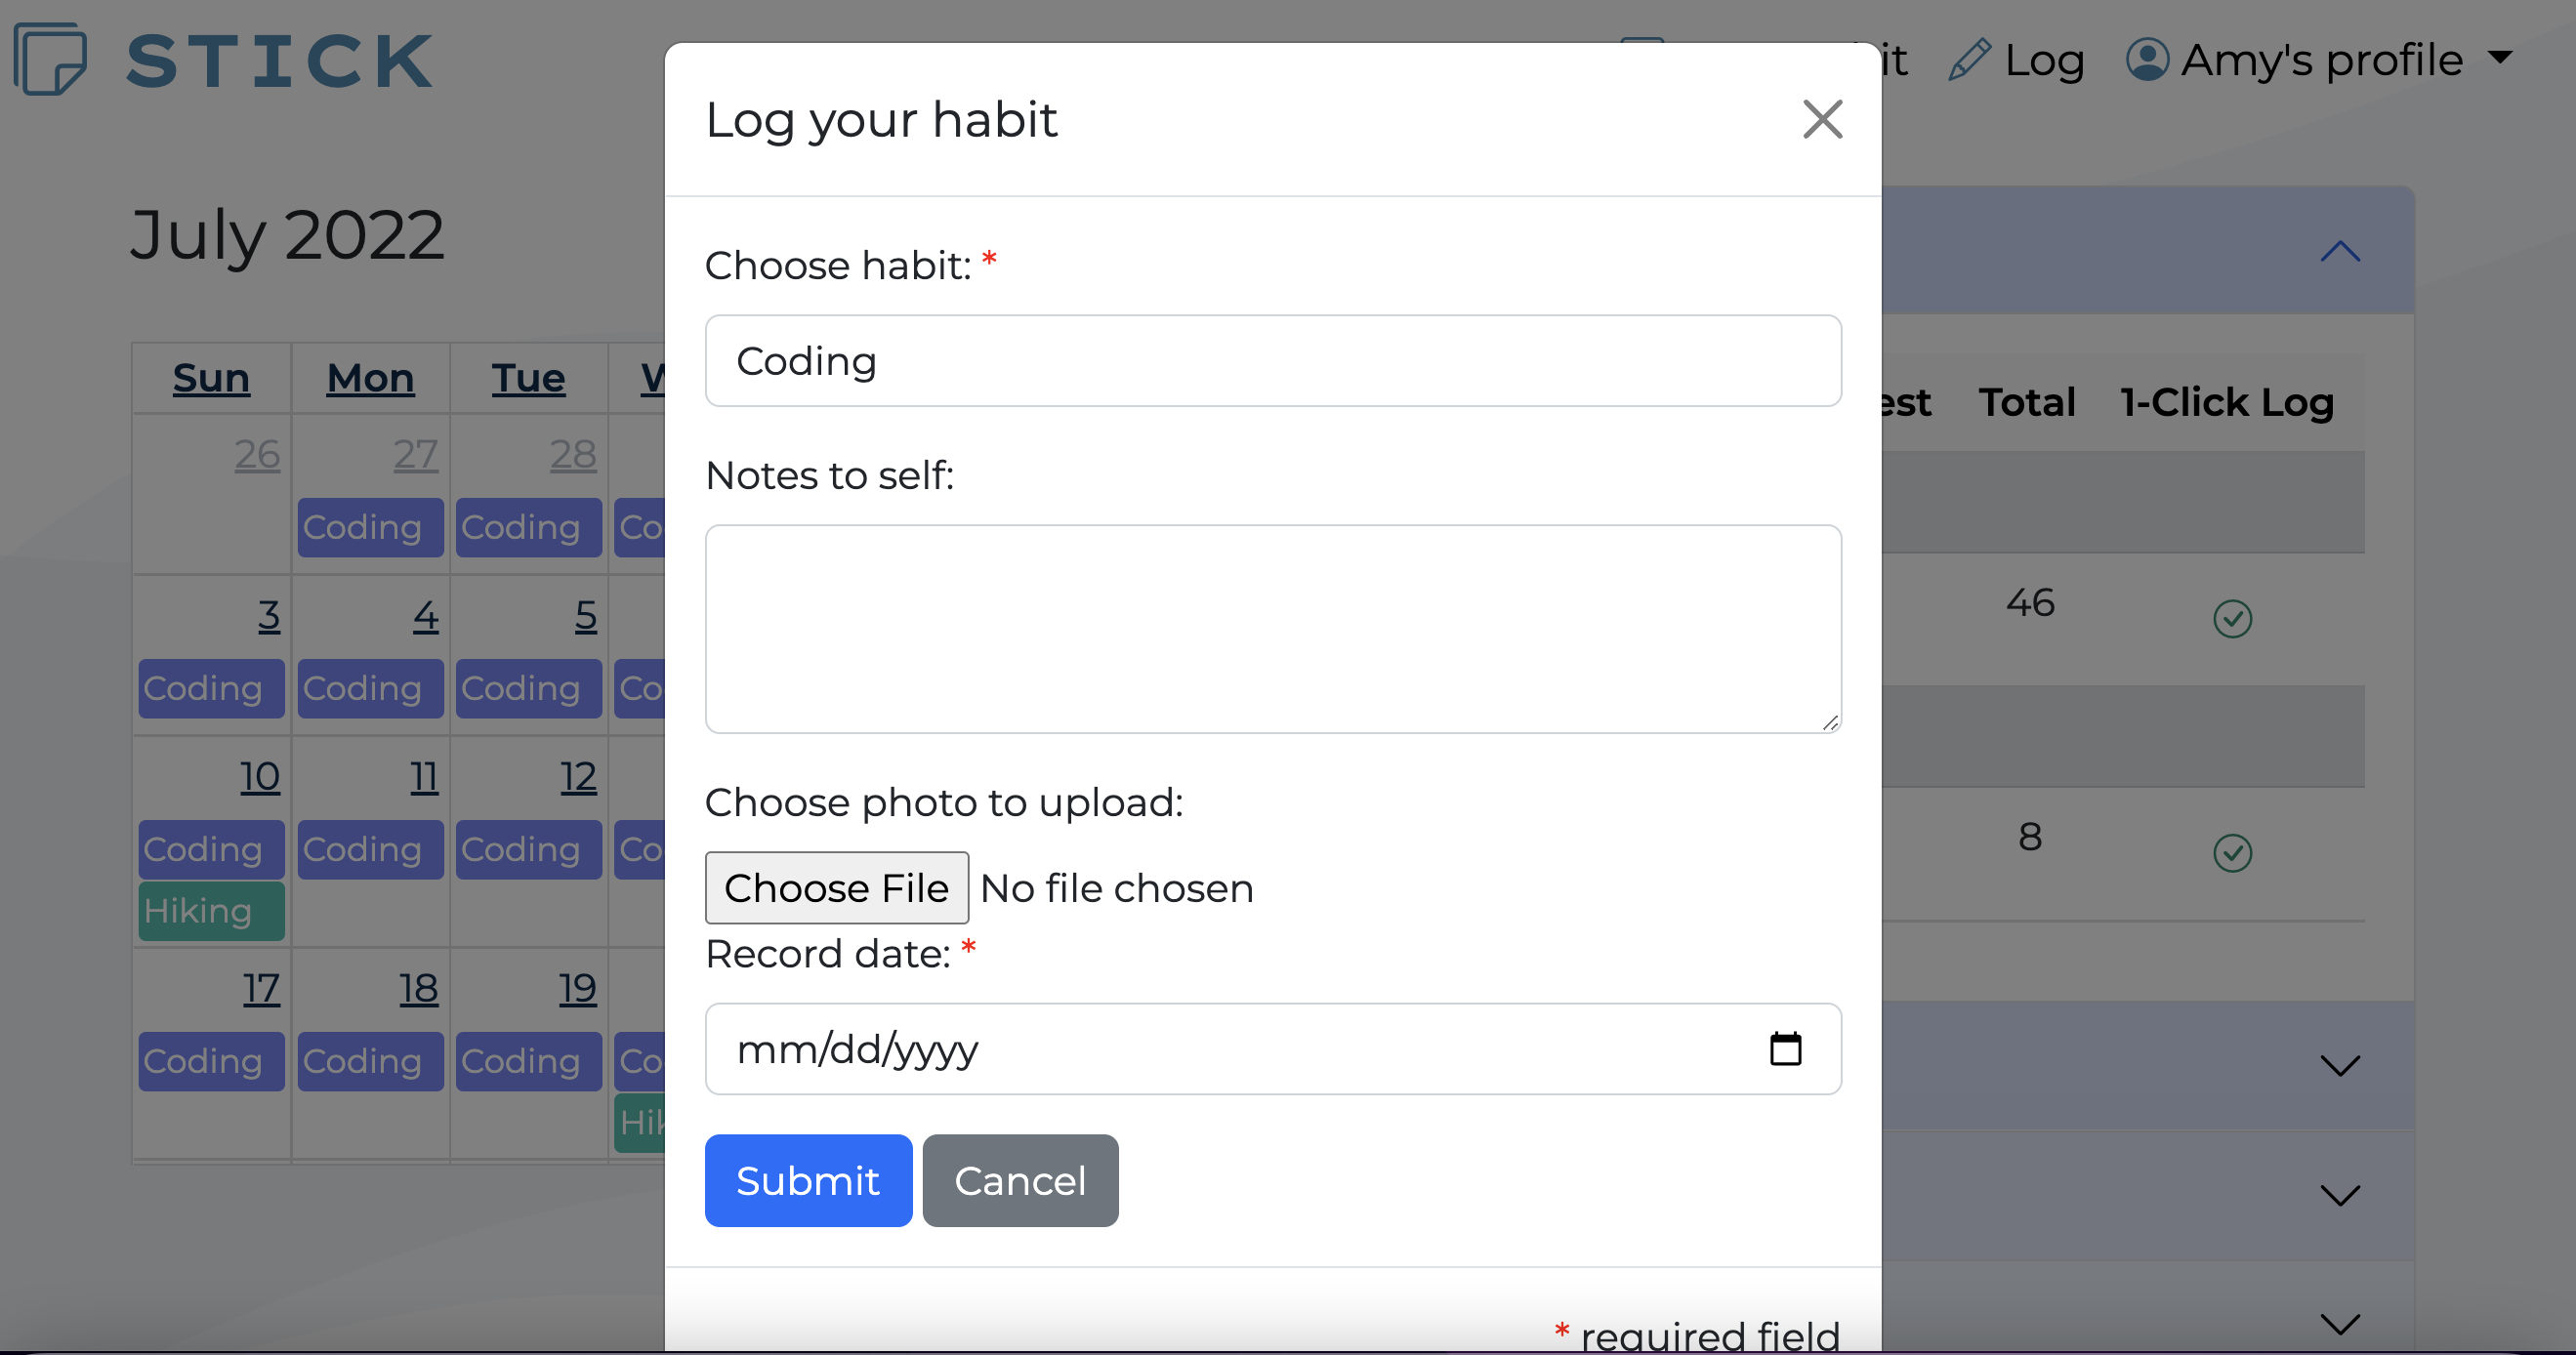 STICK
it Log Amy's profile
July 2022
Sun Mon Tue
26 27 28
Coding Coding Co
3 4 5
Coding Coding Coding Co
10 11 12
Coding Coding Coding Co
Hiking
17 18 19
Coding Coding Coding Co
Hik
Log your habit
Choose habit: *
Coding
Notes to self:
Choose photo to upload:
Choose File No file chosen
Record date: *
mm/dd/yyyy
Submit Cancel
* required field
est Total 1-Click Log
46
8